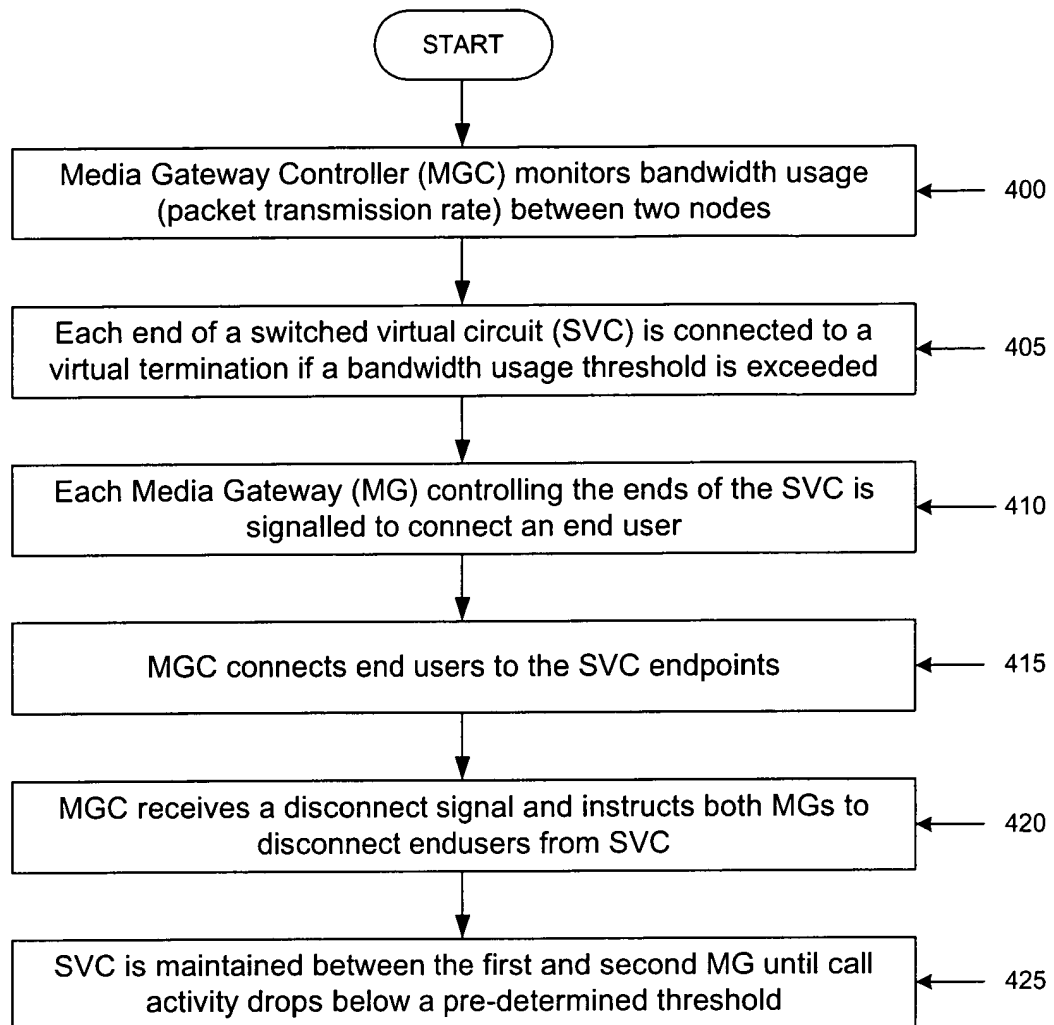 START
Media Gateway Controller (MGC) monitors bandwidth usage
(packet transmission rate) between two nodes
400
Each end of a switched virtual circuit (SVC) is connected to a
virtual termination if a bandwidth usage threshold is exceeded
405
Each Media Gateway (MG) controlling the ends of the SVC is
signalled to connect an end user
410
MGC connects end users to the SVC endpoints
415
MGC receives a disconnect signal and instructs both MGs to
disconnect endusers from SVC
420
SVC is maintained between the first and second MG until call
activity drops below a pre-determined threshold
425